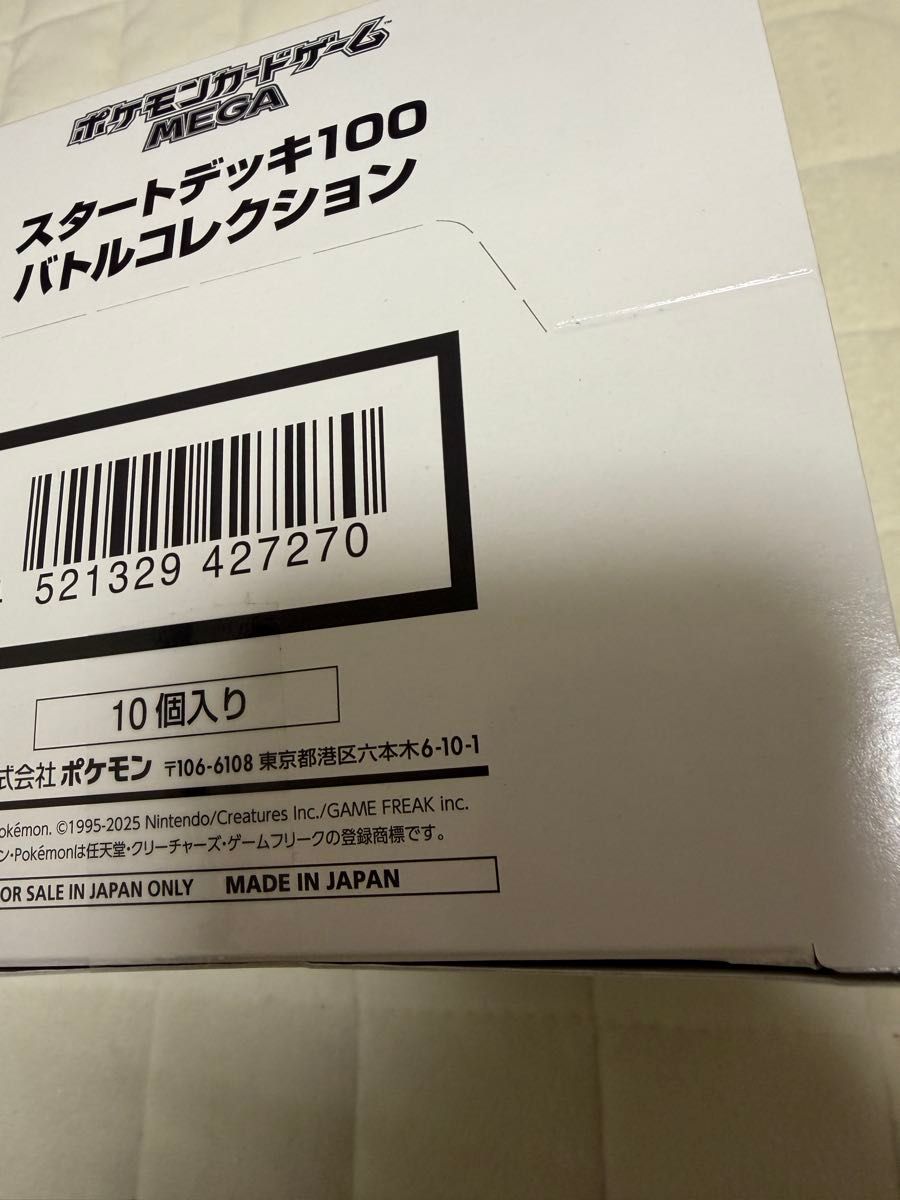 ポケモンカードゲーム™
MEGA
スタートデッキ100
バトルコレクション
521329 427270
10個入り
式会社 ポケモン 〒106-6108 東京都港区六本木6-10-1
okémon. ©1995-2025 Nintendo/Creatures Inc./GAME FREAK inc.
ン・Pokémonは任天堂・クリーチャーズ・ゲームフリークの登録商標です。
OR SALE IN JAPAN ONLY MADE IN JAPAN